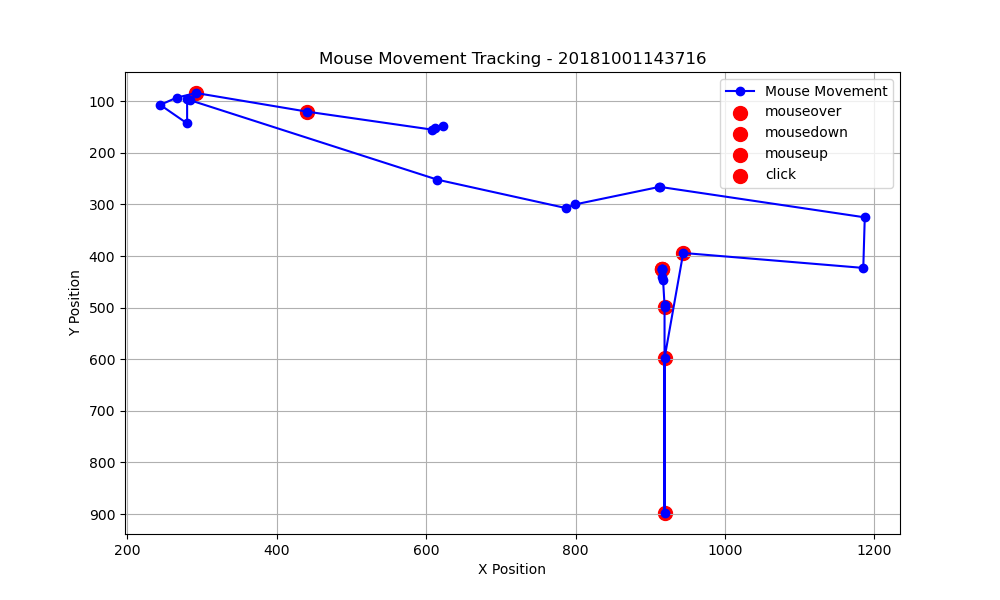 Mouse Movement Tracking - 20181001143716
Mouse Movement
mouseover
mousedown
mouseup
click
100
200
300
400
500
600
700
800
900
Y Position
200 400 600 800 1000 1200
X Position